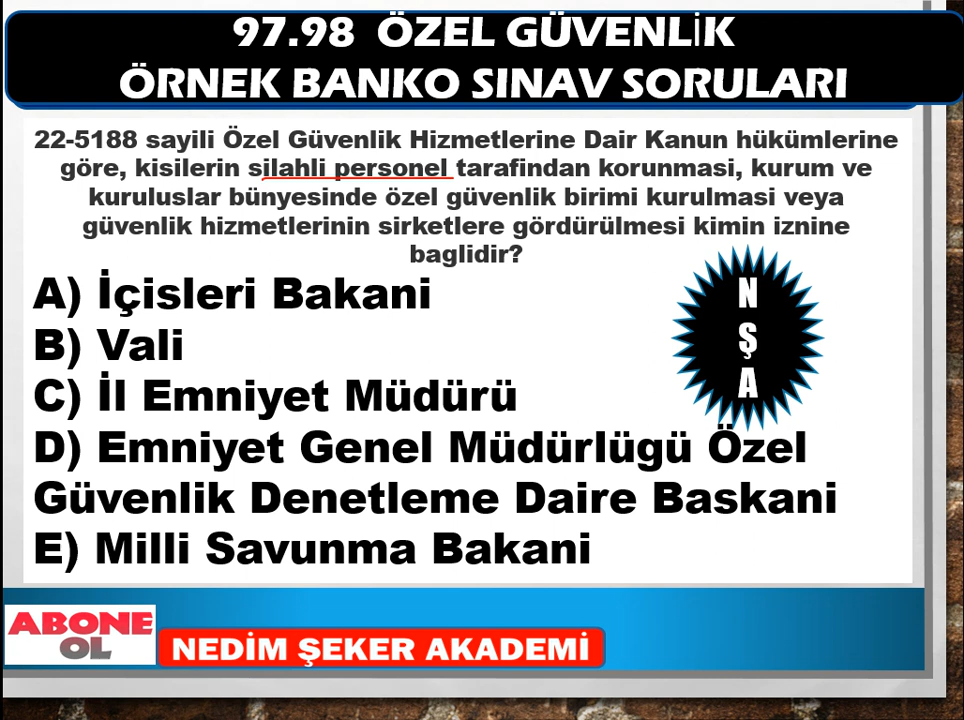 97.98 ÖZEL GÜVENLİK
ÖRNEK BANKO SINAV SORULARI
22-5188 sayili Özel Güvenlik Hizmetlerine Dair Kanun hükümlerine
göre, kisilerin silahli personel tarafindan korunmasi, kurum ve
kuruluslar bünyesinde özel güvenlik birimi kurulmasi veya
güvenlik hizmetlerinin sirketlere gördürülmesi kimin iznine
baglidir?
A) İçisleri Bakani
B) Vali
C) İl Emniyet Müdürü
D) Emniyet Genel Müdürlügü Özel
Güvenlik Denetleme Daire Baskani
E) Milli Savunma Bakani
N
Ş
A
ABONE
OL
NEDİM ŞEKER AKADEMİ